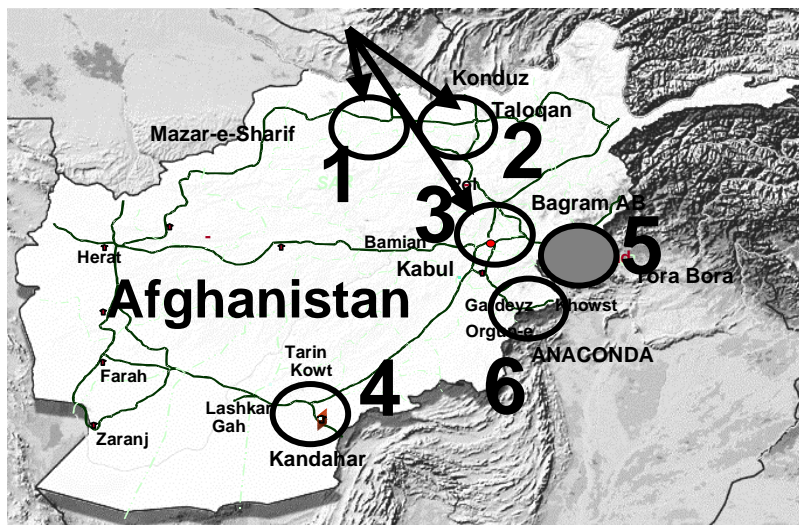 Konduz
Taloqan
Mazar-e-Sharif
1
2
3
Bagram AB
Bamian
5
Herat
Kabul
Tora Bora
Afghanistan
Gardeyz
Khowst
Orgun-e
ANACONDA
Tarin
Kowt
4
6
Farah
Lashkar
Gah
Zaranj
Kandahar